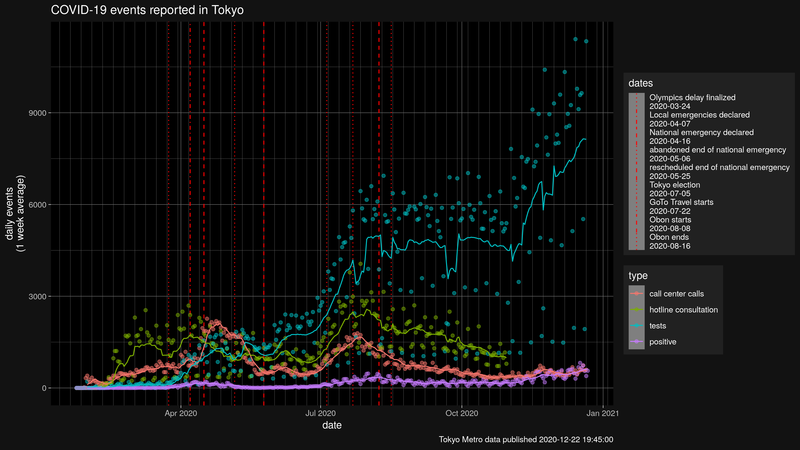 COVID-19 events reported in Tokyo
daily events
(1 week average)
9000
6000
3000
0
Apr 2020
Jul 2020
Oct 2020
Jan 2021
date
Tokyo Metro data published 2020-12-22 19:45:00
dates
Olympics delay finalized
2020-03-24
Local emergencies declared
2020-04-07
National emergency declared
2020-04-16
abandoned end of national emergency
2020-05-06
rescheduled end of national emergency
2020-05-25
Tokyo election
2020-07-05
GoTo Travel starts
2020-07-22
Obon starts
2020-08-08
Obon ends
2020-08-16
type
call center calls
hotline consultation
tests
positive